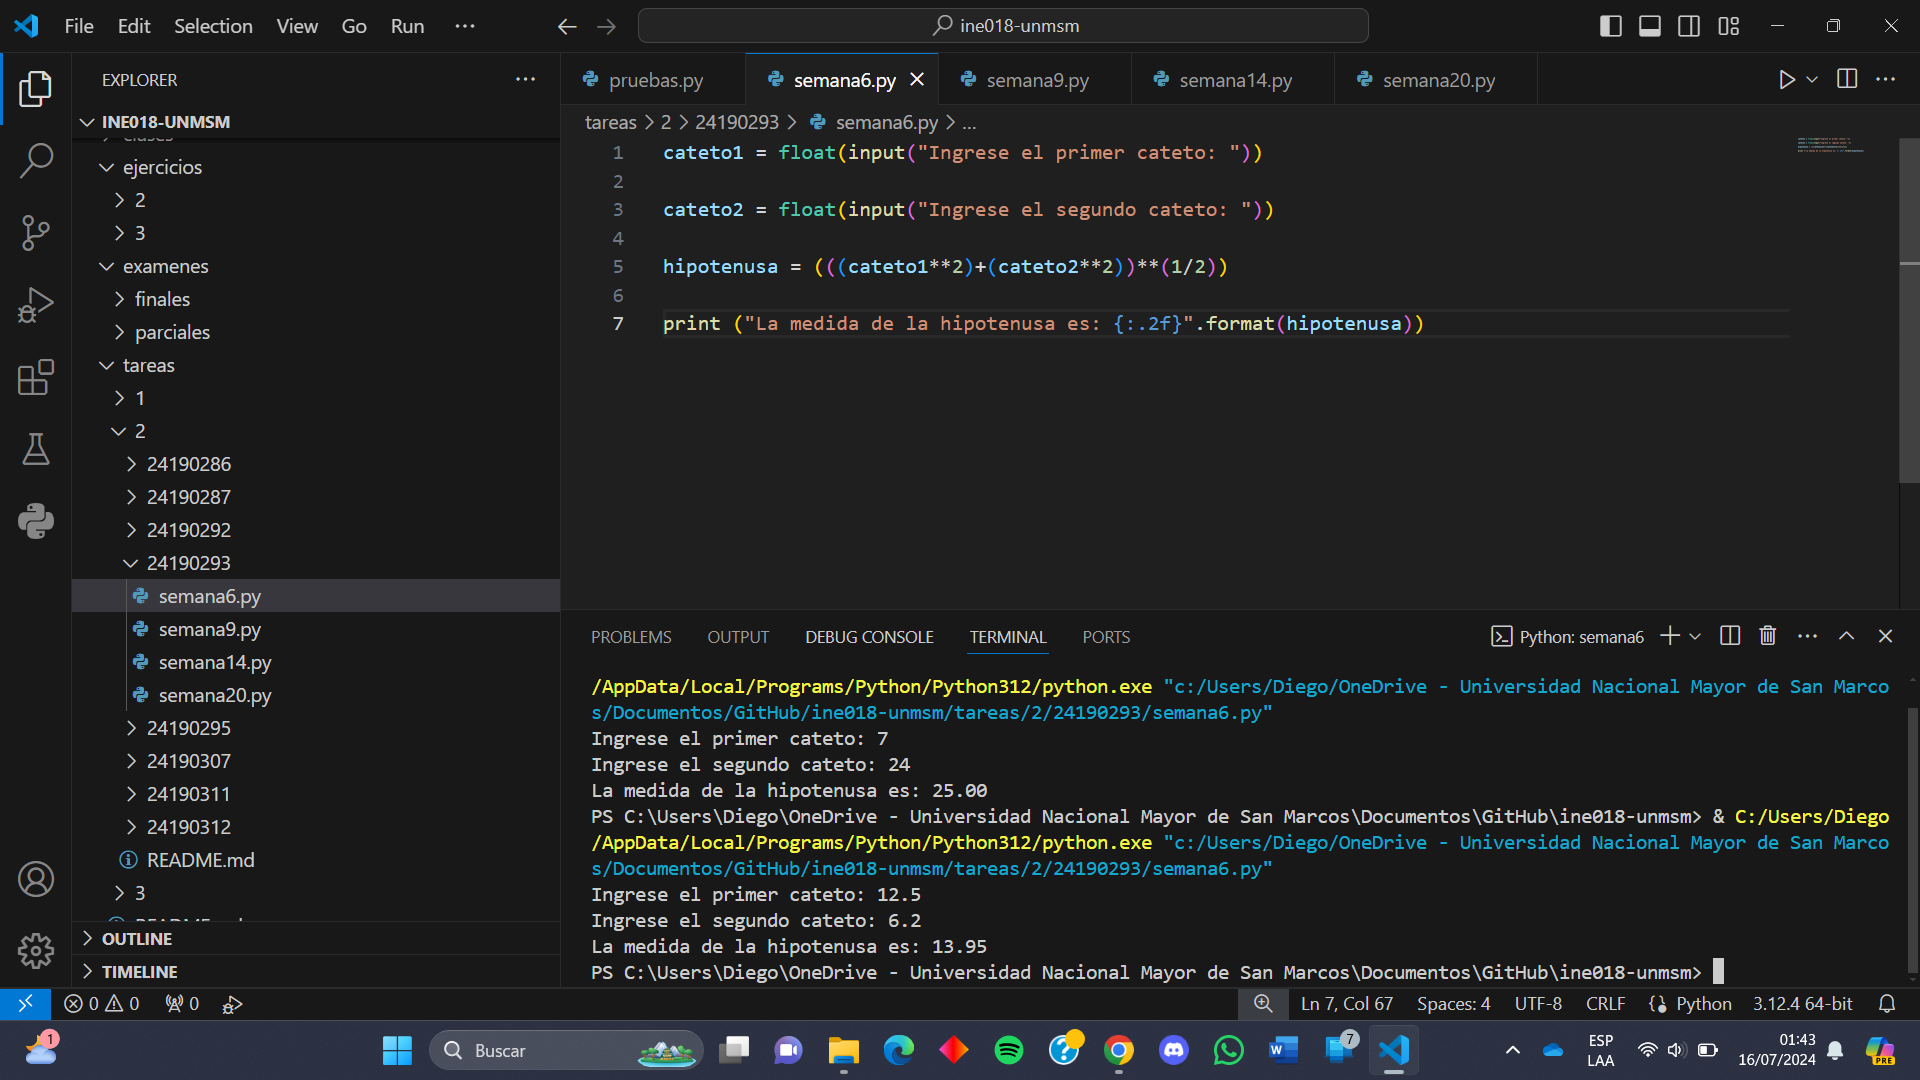 File Edit Selection View Go Run ...
ine018-unmsm
EXPLORER
INE018-UNMSM
ejercicios
2
3
examenes
finales
parciales
tareas
1
2
24190286
24190287
24190292
24190293
semana6.py
semana9.py
semana14.py
semana20.py
24190295
24190307
24190311
24190312
README.md
3
OUTLINE
TIMELINE
pruebas.py semana6.py semana9.py semana14.py semana20.py
tareas > 2 > 24190293 > semana6.py > ...
1 cateto1 = float(input("Ingrese el primer cateto: "))
2
3 cateto2 = float(input("Ingrese el segundo cateto: "))
4
5 hipotenusa = (((cateto1**2)+(cateto2**2))**(1/2))
6
7 print ("La medida de la hipotenusa es: {:.2f}".format(hipotenusa))
PROBLEMS OUTPUT DEBUG CONSOLE TERMINAL PORTS
Python: semana6
/AppData/Local/Programs/Python/Python312/python.exe "c:/Users/Diego/OneDrive - Universidad Nacional Mayor de San Marco
s/Documentos/GitHub/ine018-unmsm/tareas/2/24190293/semana6.py"
Ingrese el primer cateto: 7
Ingrese el segundo cateto: 24
La medida de la hipotenusa es: 25.00
PS C:\Users\Diego\OneDrive - Universidad Nacional Mayor de San Marcos\Documentos\GitHub\ine018-unmsm> & C:/Users/Diego
/AppData/Local/Programs/Python/Python312/python.exe "c:/Users/Diego/OneDrive - Universidad Nacional Mayor de San Marco
s/Documentos/GitHub/ine018-unmsm/tareas/2/24190293/semana6.py"
Ingrese el primer cateto: 12.5
Ingrese el segundo cateto: 6.2
La medida de la hipotenusa es: 13.95
PS C:\Users\Diego\OneDrive - Universidad Nacional Mayor de San Marcos\Documentos\GitHub\ine018-unmsm>
0 0 0
Ln 7, Col 67 Spaces: 4 UTF-8 CRLF Python 3.12.4 64-bit
1
Buscar
7
ESP
LAA
01:43
16/07/2024
PRE